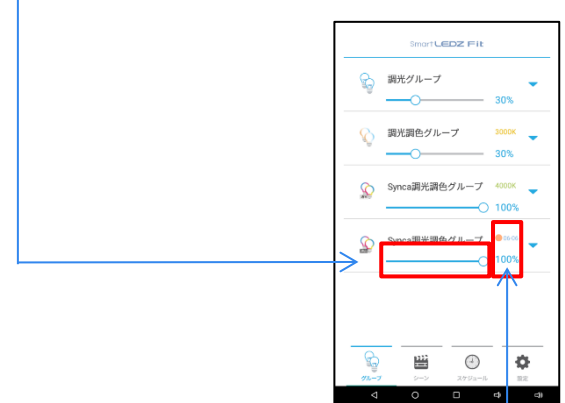 Smart LEDZ Fit
調光グループ
30%
調光調色グループ 3000K
30%
Synca調光調色グループ 4000K
100%
Synca調光調色グループ
100%
グループ シーン スケジュール 設定